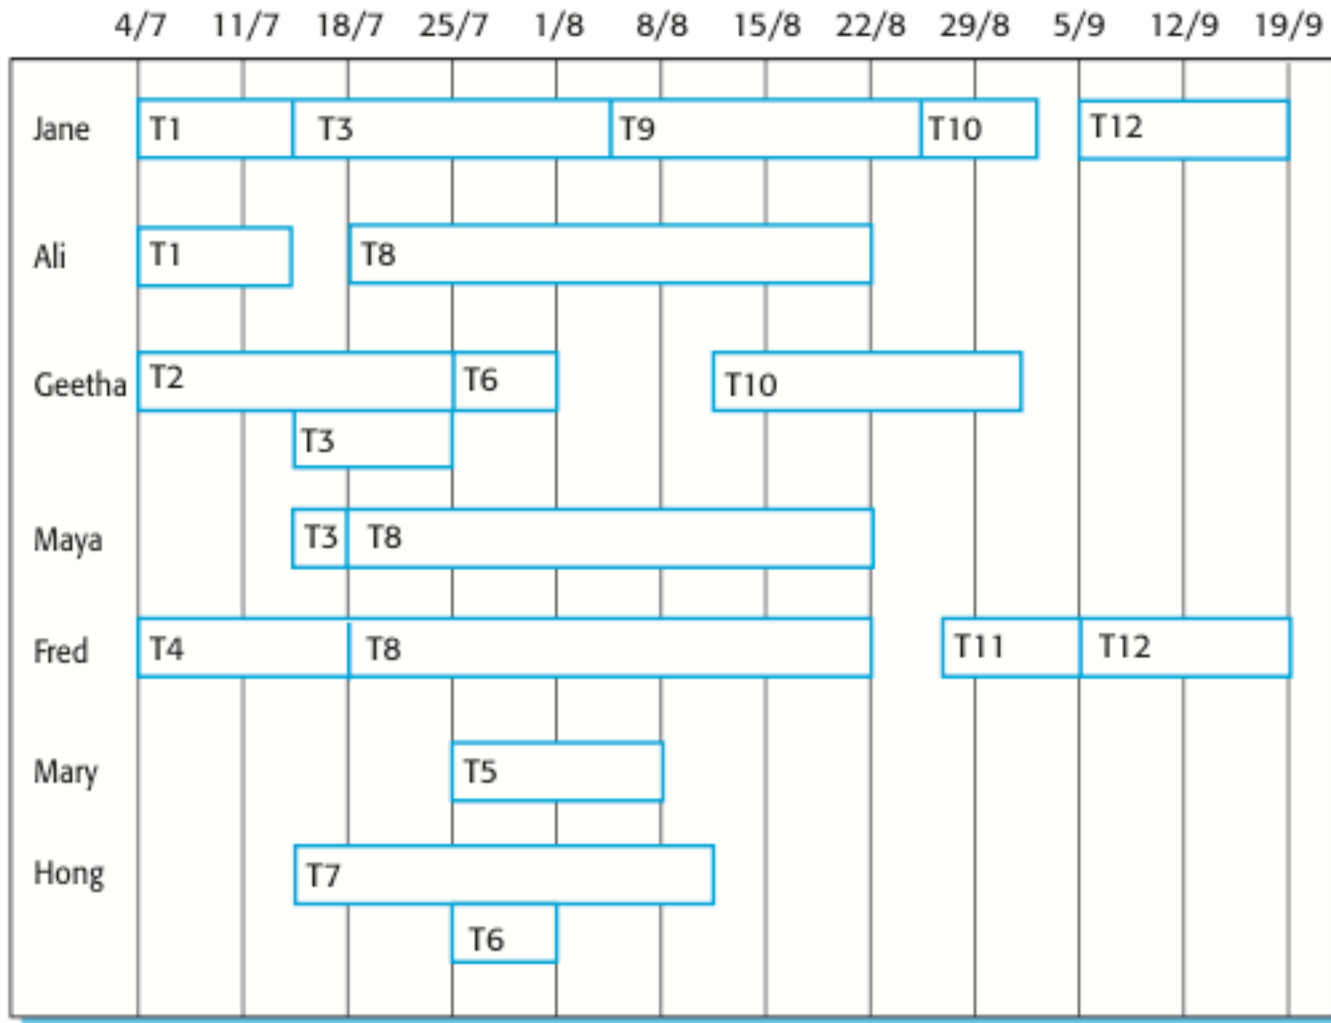 4/7 11/7 18/7 25/7 1/8 8/8 15/8 22/8 29/8 5/9 12/9 19/9
Jane T1 T3 T9 T10 T12
Ali T1 T8
Geetha T2 T6 T10
T3
Maya T3 T8
Fred T4 T8 T11 T12
Mary T5
Hong T7
T6